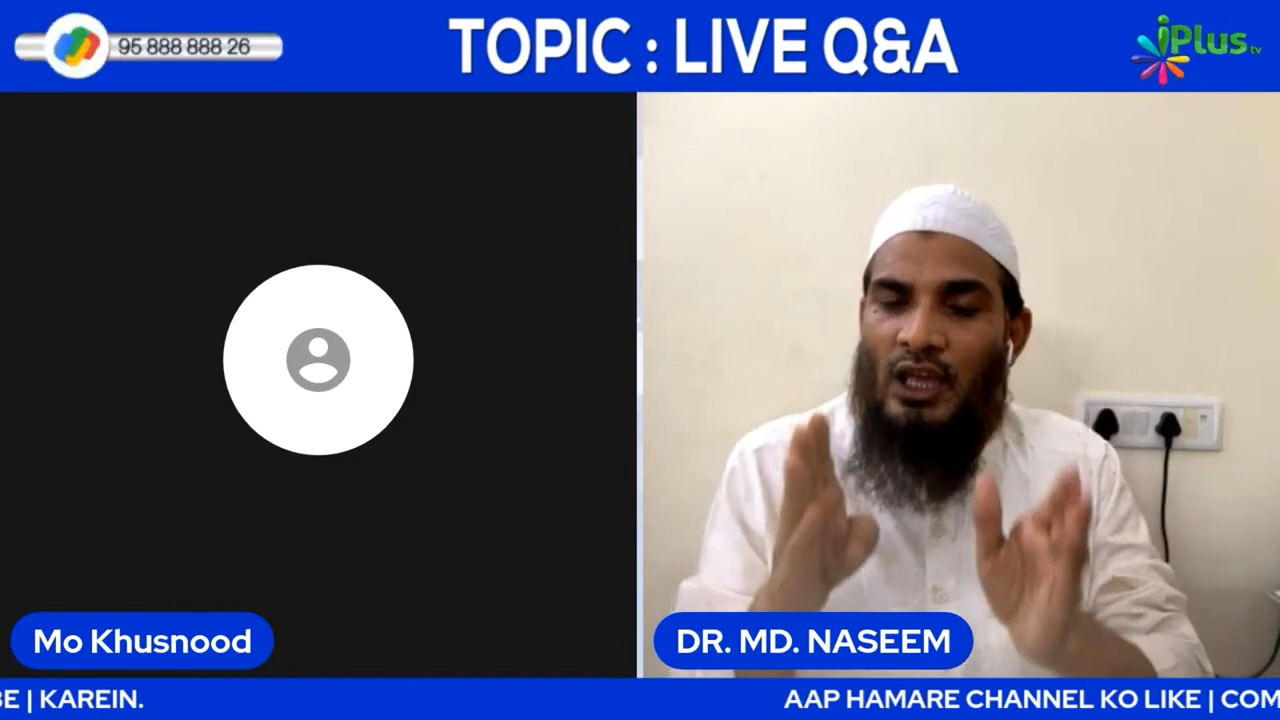 95 888 888 26
TOPIC : LIVE Q&A
iPlus tv
Mo Khusnood
DR. MD. NASEEM
BE | KAREIN.
AAP HAMARE CHANNEL KO LIKE | COM